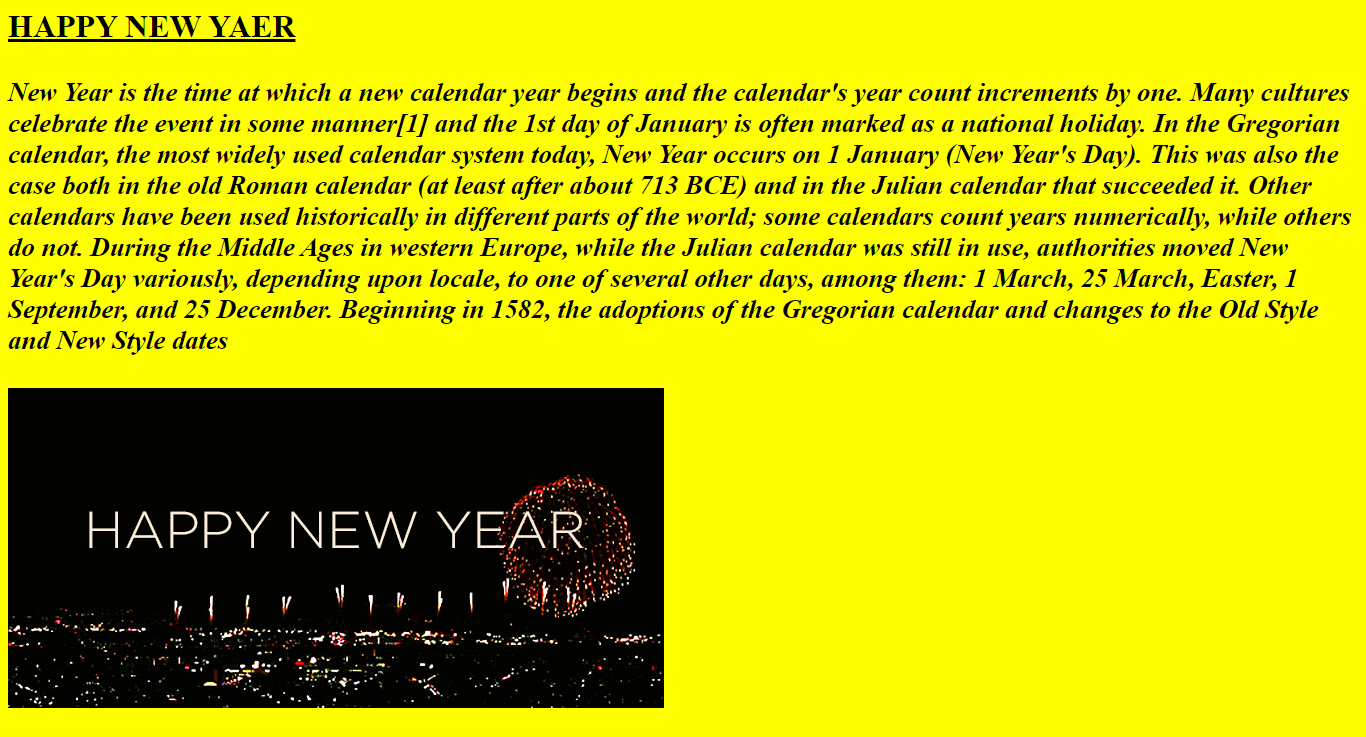 HAPPY NEW YAER
New Year is the time at which a new calendar year begins and the calendar's year count increments by one. Many cultures
celebrate the event in some manner[1] and the 1st day of January is often marked as a national holiday. In the Gregorian
calendar, the most widely used calendar system today, New Year occurs on 1 January (New Year's Day). This was also the
case both in the old Roman calendar (at least after about 713 BCE) and in the Julian calendar that succeeded it. Other
calendars have been used historically in different parts of the world; some calendars count years numerically, while others
do not. During the Middle Ages in western Europe, while the Julian calendar was still in use, authorities moved New
Year's Day variously, depending upon locale, to one of several other days, among them: 1 March, 25 March, Easter, 1
September, and 25 December. Beginning in 1582, the adoptions of the Gregorian calendar and changes to the Old Style
and New Style dates
HAPPY NEW YEAR